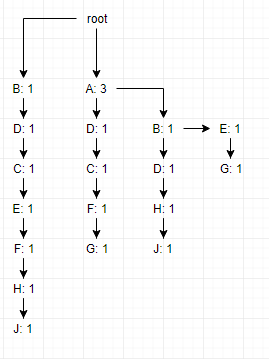 root
B: 1 A: 3
D: 1 D: 1 B: 1 E: 1
C: 1 C: 1 D: 1 G: 1
E: 1 F: 1 H: 1
F: 1 G: 1 J: 1
H: 1
J: 1